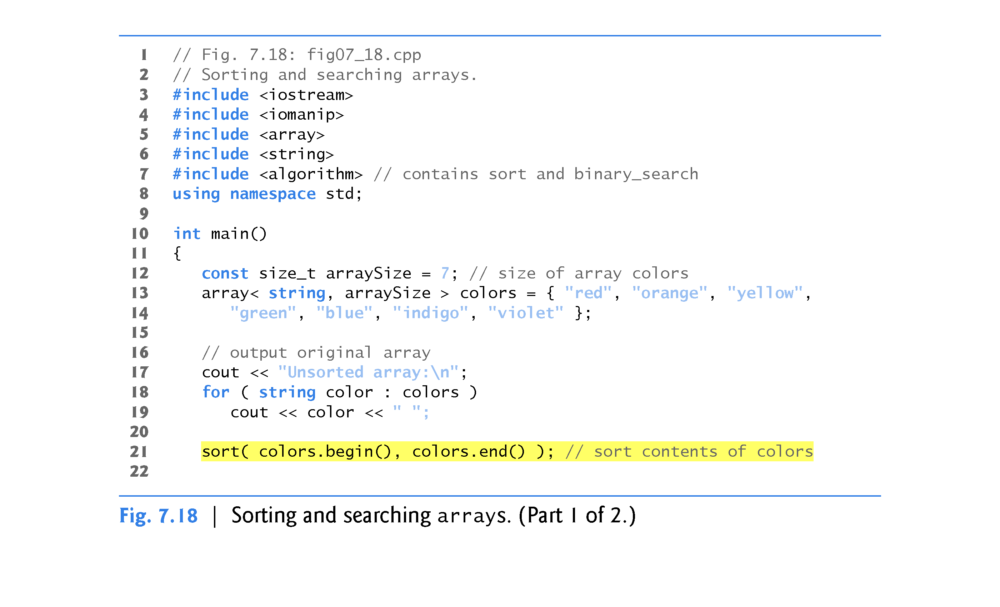 1 // Fig. 7.18: fig07_18.cpp
2 // Sorting and searching arrays.
3 #include <iostream>
4 #include <iomanip>
5 #include <array>
6 #include <string>
7 #include <algorithm> // contains sort and binary_search
8 using namespace std;
9
10 int main()
11 {
12    const size_t arraySize = 7; // size of array colors
13    array< string, arraySize > colors = { "red", "orange", "yellow",
14       "green", "blue", "indigo", "violet" };
15
16    // output original array
17    cout << "Unsorted array:\n";
18    for ( string color : colors )
19       cout << color << " ";
20
21    sort( colors.begin(), colors.end() ); // sort contents of colors
22
Fig. 7.18 | Sorting and searching arrays. (Part 1 of 2.)